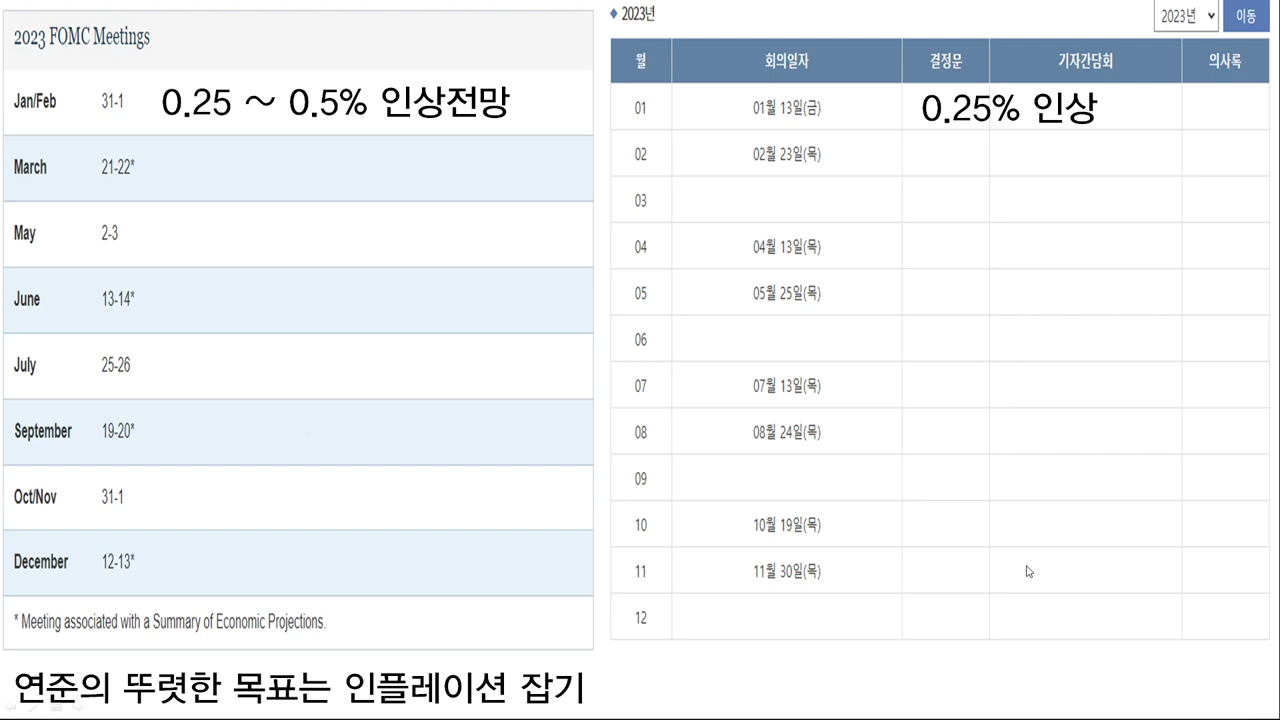 2023 FOMC Meetings
Jan/Feb 31-1 0.25 ~ 0.5% 인상전망
March 21-22*
May 2-3
June 13-14*
July 25-26
September 19-20*
Oct/Nov 31-1
December 12-13*
* Meeting associated with a Summary of Economic Projections.
연준의 뚜렷한 목표는 인플레이션 잡기
2023년
2023년 이동
월 회의일자 결정문 기자간담회 의사록
01 01월 13일(금) 0.25% 인상
02 02월 23일(목)
03
04 04월 13일(목)
05 05월 25일(목)
06
07 07월 13일(목)
08 08월 24일(목)
09
10 10월 19일(목)
11 11월 30일(목)
12